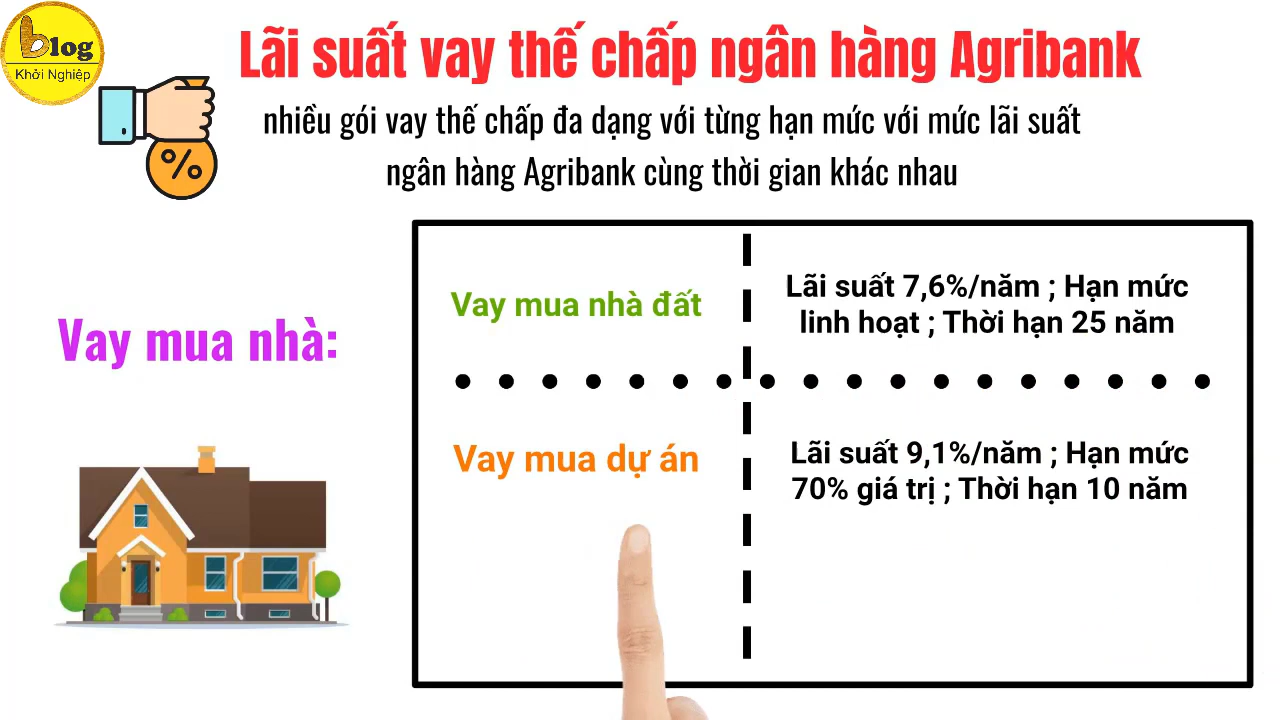 blog
Khởi Nghiệp
Lãi suất vay thế chấp ngân hàng Agribank
nhiều gói vay thế chấp đa dạng với từng hạn mức với mức lãi suất
ngân hàng Agribank cùng thời gian khác nhau
%
Vay mua nhà:
Vay mua nhà đất
Lãi suất 7,6%/năm ; Hạn mức
linh hoạt ; Thời hạn 25 năm
Vay mua dự án
Lãi suất 9,1%/năm ; Hạn mức
70% giá trị ; Thời hạn 10 năm